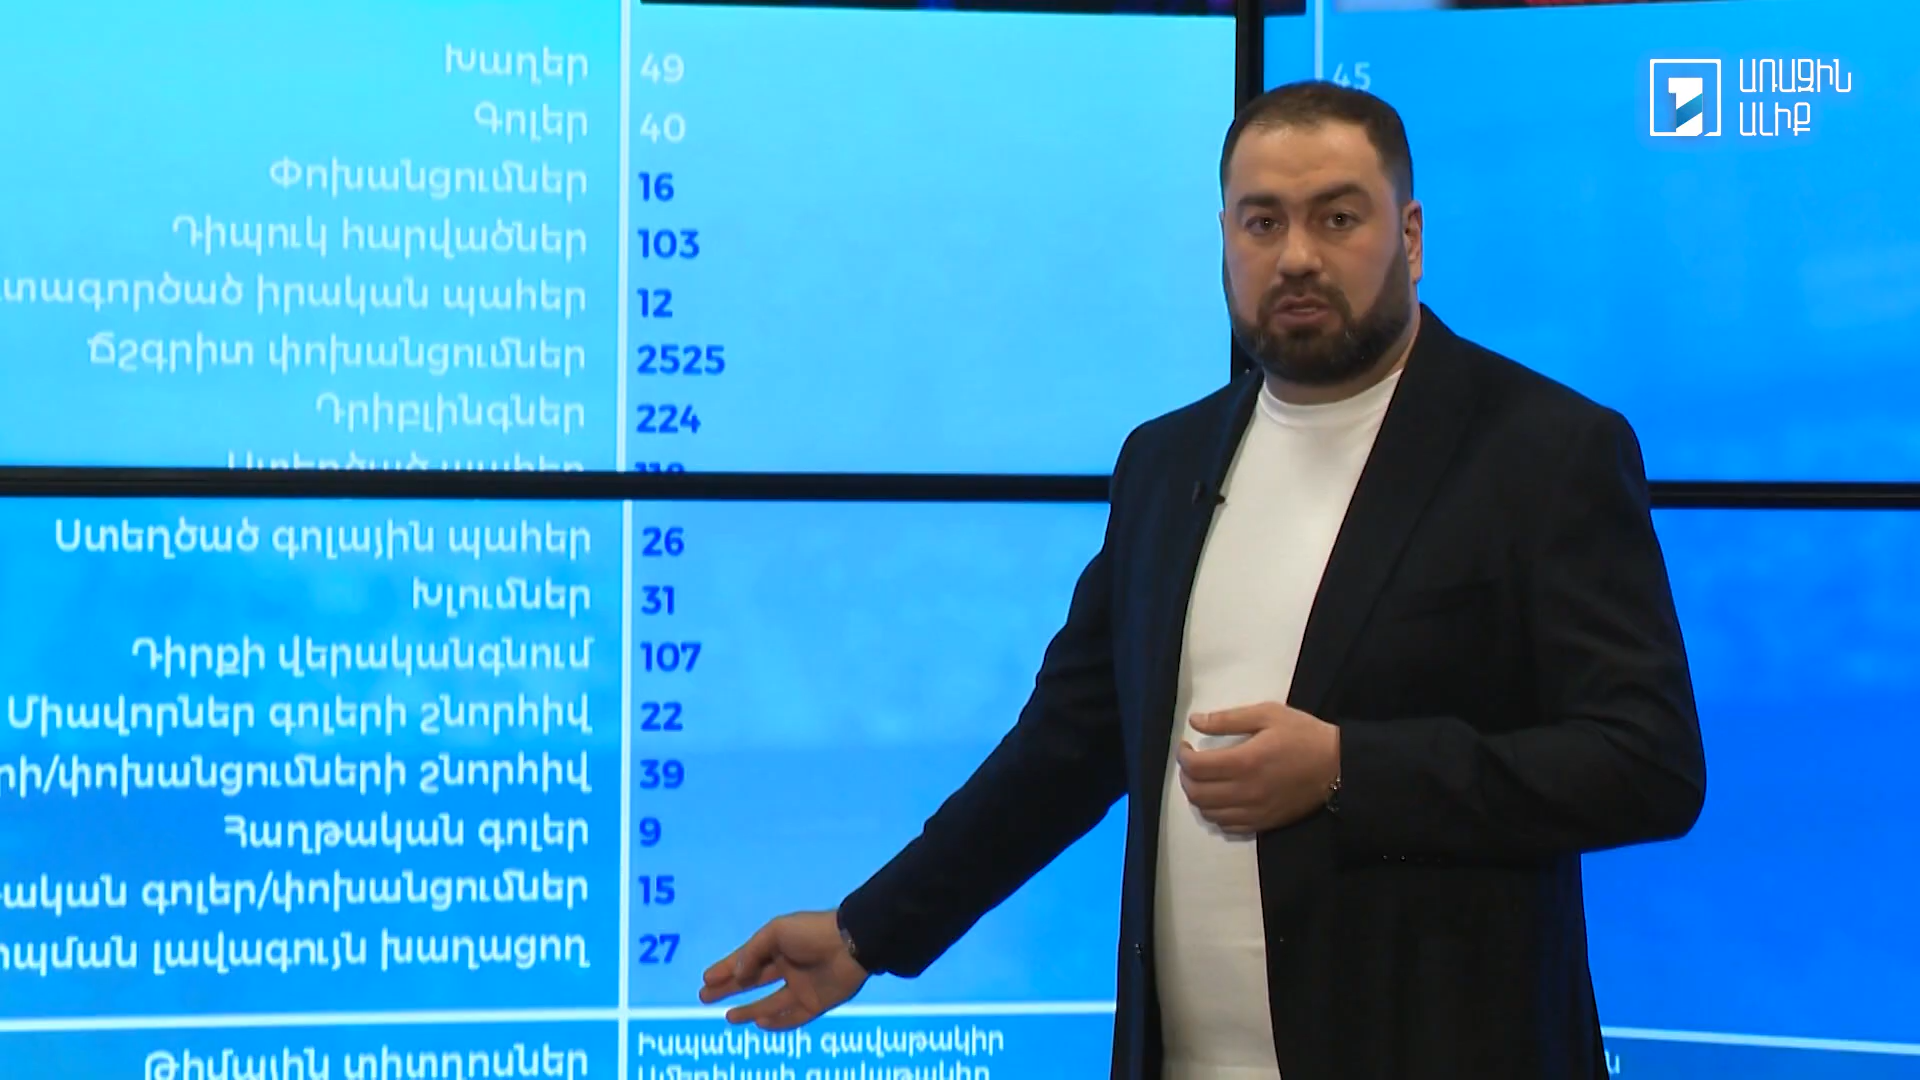 Խաղեր 49
Գոլեր 40
Փոխանցումներ 16
Դիպուկ հարվածներ 103
իրական պահեր 12
Ճշգրիտ փոխանցումներ 2525
Դրիբլինգներ 224
Ստեղծած գոլային պահեր 26
Խլումներ 31
Դիրքի վերականգնում 107
Միավորներ գոլերի շնորհիվ 22
րի/փոխանցումների շնորհիվ 39
Հաղթական գոլեր 9
ական գոլեր/փոխանցումներ 15
լավագույն խաղացող 27
Թիմային տիտղոսներ
Իսպանիայի գավաթակիր
45
ԱՌԱՋԻՆ
ԱԼԻՔ